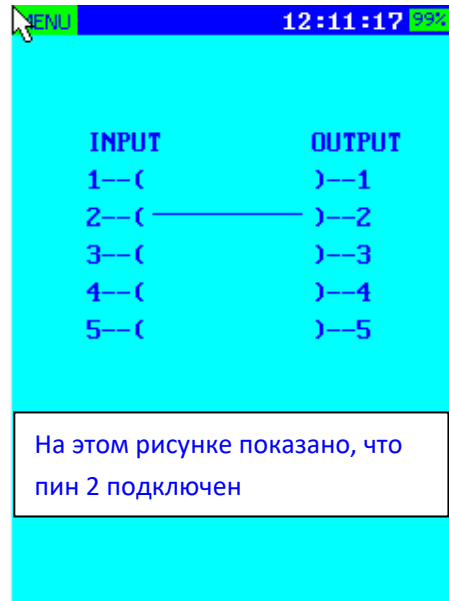 MENU 12:11:17 99%
INPUT OUTPUT
1--( )--1
2--( )--2
3--( )--3
4--( )--4
5--( )--5
На этом рисунке показано, что
пин 2 подключен